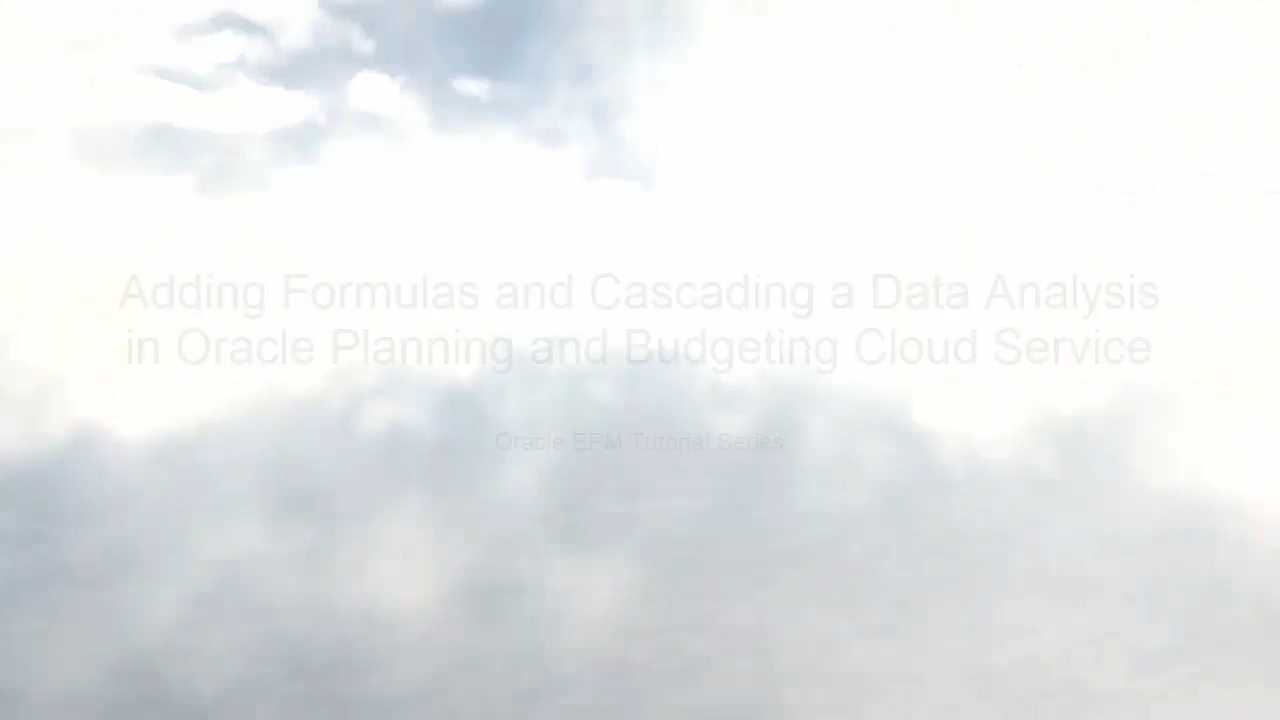 Adding Formulas and Cascading a Data Analysis
in Oracle Planning and Budgeting Cloud Service
Oracle EPM Tutorial Series